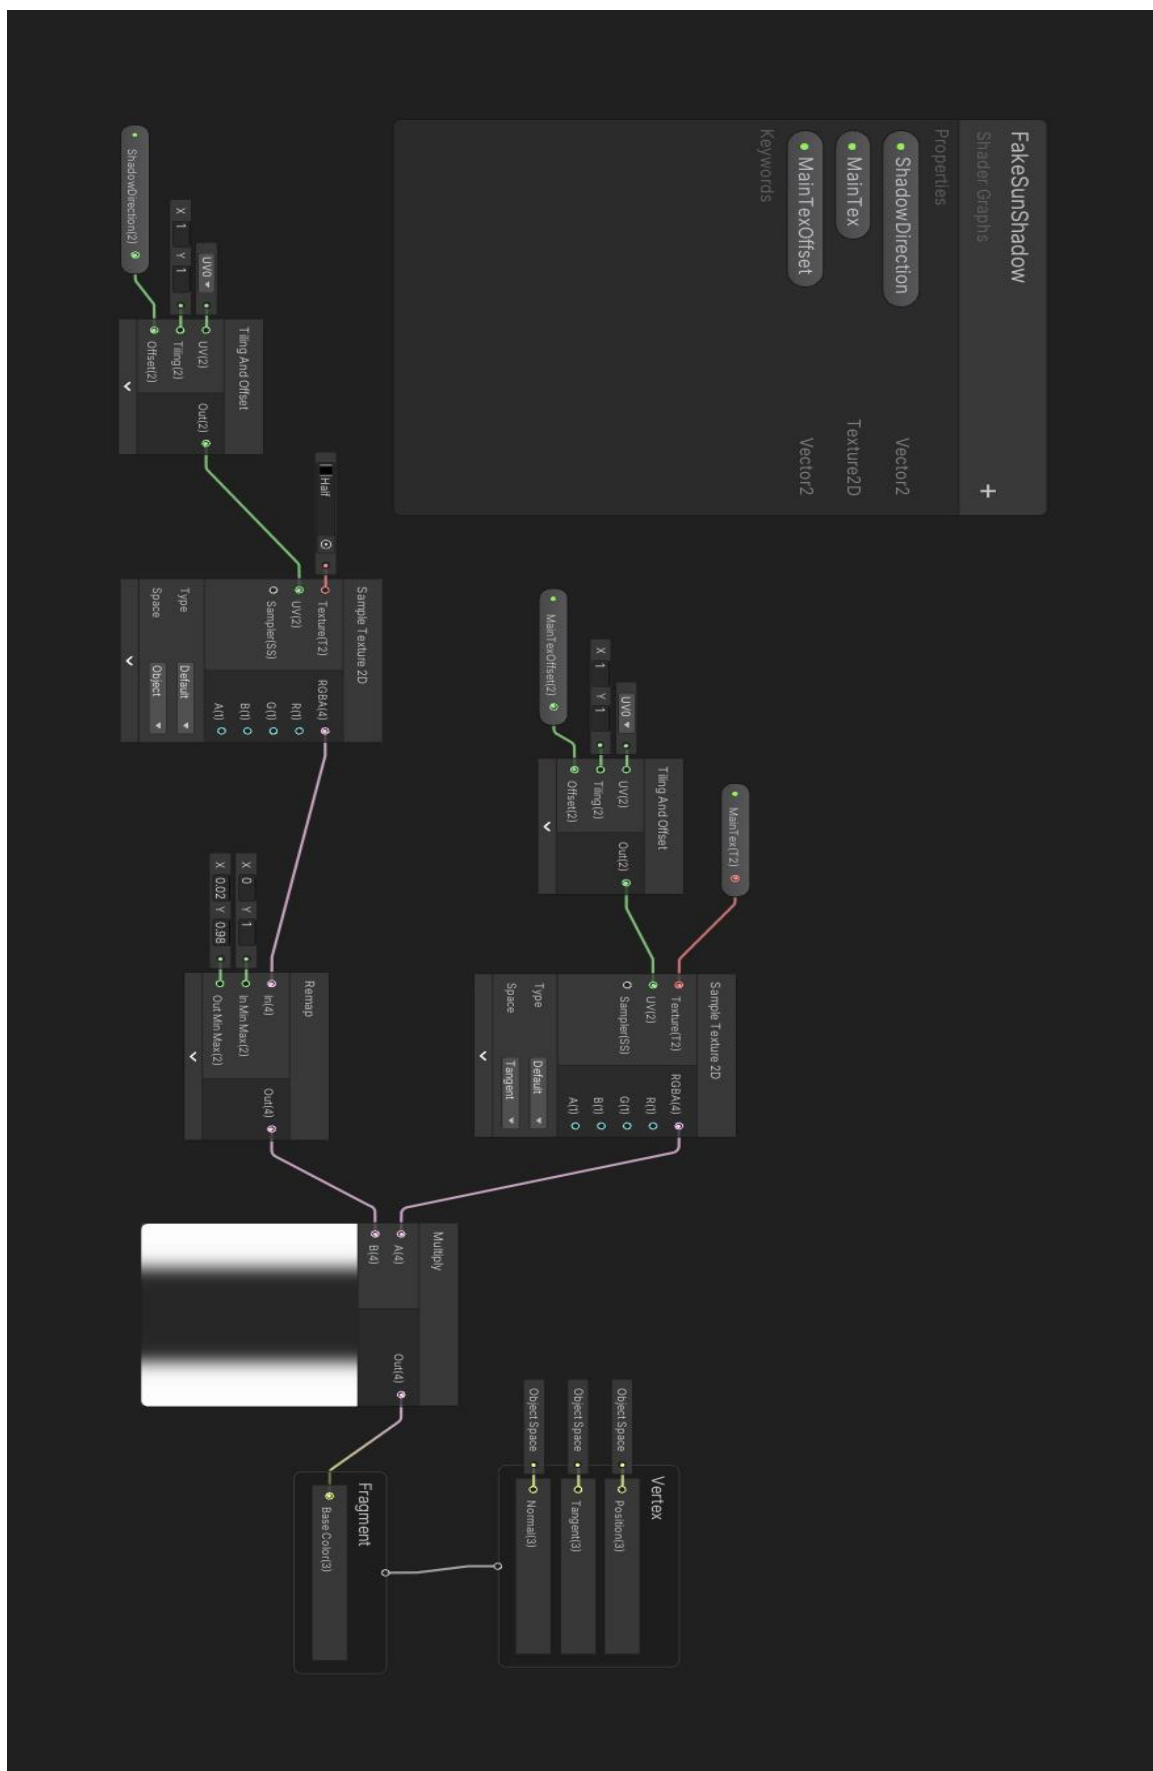 FakeSunShadow
Shader Graphs
+
Properties
ShadowDirection
Vector2
MainTex
Texture2D
MainTexOffset
Vector2
Keywords
MainTex(T2)
Tiling And Offset
UV0
UV(2)
Out(2)
X 1 Y 1
Tiling(2)
MainTexOffset(2)
Offset(2)
Sample Texture 2D
Texture(T2)
RGBA(4)
UV(2)
R(1)
Sampler(SS)
G(1)
B(1)
A(1)
Type
Default
Space
Tangent
Vertex
Object Space
Position(3)
Object Space
Tangent(3)
Object Space
Normal(3)
Tiling And Offset
UV0
UV(2)
Out(2)
X 1 Y 1
Tiling(2)
ShadowDirection(2)
Offset(2)
Sample Texture 2D
Half
Texture(T2)
RGBA(4)
UV(2)
R(1)
Sampler(SS)
G(1)
B(1)
A(1)
Type
Default
Space
Object
Remap
In(4)
Out(4)
X 0 Y 1
In Min Max(2)
X 0.02 Y 0.98
Out Min Max(2)
Multiply
A(4)
Out(4)
B(4)
Fragment
Base Color(3)